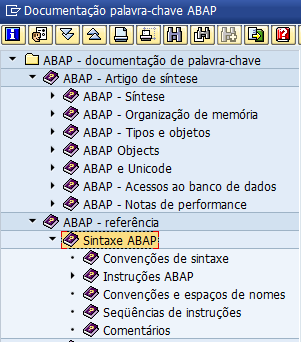 Documentação palavra-chave ABAP
ABAP - documentação de palavra-chave
ABAP - Artigo de síntese
ABAP - Síntese
ABAP - Organização de memória
ABAP - Tipos e objetos
ABAP Objects
ABAP e Unicode
ABAP - Acessos ao banco de dados
ABAP - Notas de performance
ABAP - referência
Sintaxe ABAP
Convenções de sintaxe
Instruções ABAP
Convenções e espaços de nomes
Seqüências de instruções
Comentários